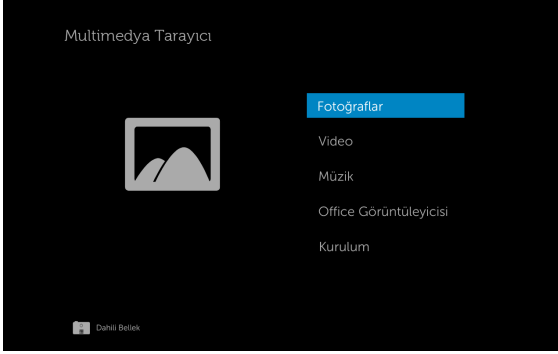 Multimedya Tarayıcı
Fotoğraflar
Video
Müzik
Office Görüntüleyicisi
Kurulum
Dahili Bellek